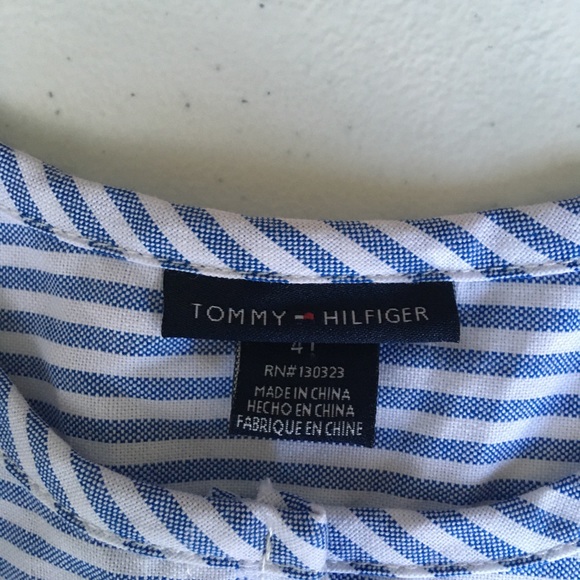 TOMMY HILFIGER
4T
RN#130323
MADE IN CHINA
HECHO EN CHINA
FABRIQUE EN CHINE